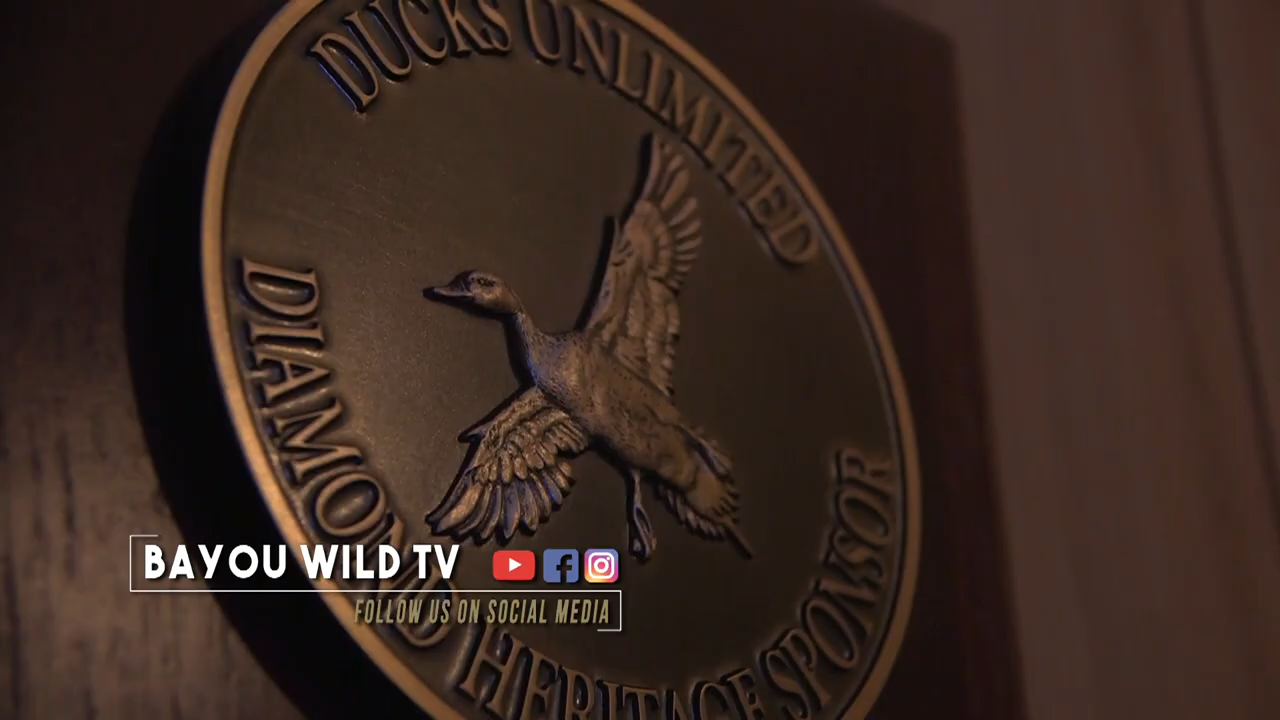 DUCKS UNLIMITED
DIAMOND HERITAGE SPONSOR
BAYOU WILD TV
FOLLOW US ON SOCIAL MEDIA